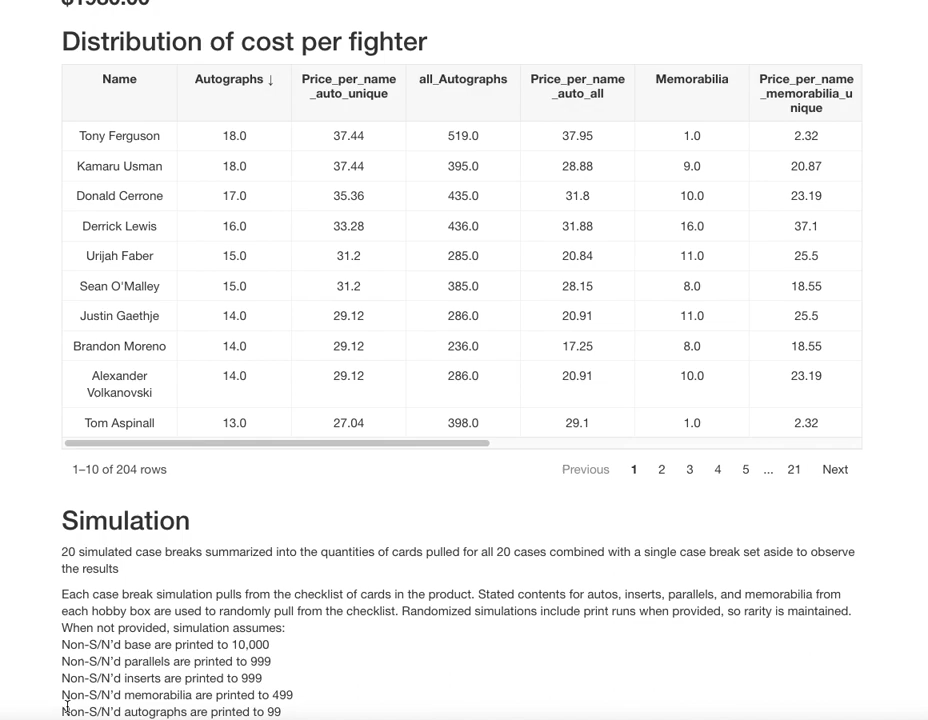 $1980.00
Distribution of cost per fighter
Name Autographs ↓ Price_per_name_auto_unique all_Autographs Price_per_name_auto_all Memorabilia Price_per_name_memorabilia_unique
Tony Ferguson 18.0 37.44 519.0 37.95 1.0 2.32
Kamaru Usman 18.0 37.44 395.0 28.88 9.0 20.87
Donald Cerrone 17.0 35.36 435.0 31.8 10.0 23.19
Derrick Lewis 16.0 33.28 436.0 31.88 16.0 37.1
Urijah Faber 15.0 31.2 285.0 20.84 11.0 25.5
Sean O'Malley 15.0 31.2 385.0 28.15 8.0 18.55
Justin Gaethje 14.0 29.12 286.0 20.91 11.0 25.5
Brandon Moreno 14.0 29.12 236.0 17.25 8.0 18.55
Alexander Volkanovski 14.0 29.12 286.0 20.91 10.0 23.19
Tom Aspinall 13.0 27.04 398.0 29.1 1.0 2.32
1–10 of 204 rows Previous 1 2 3 4 5 ... 21 Next
Simulation
20 simulated case breaks summarized into the quantities of cards pulled for all 20 cases combined with a single case break set aside to observe
the results
Each case break simulation pulls from the checklist of cards in the product. Stated contents for autos, inserts, parallels, and memorabilia from
each hobby box are used to randomly pull from the checklist. Randomized simulations include print runs when provided, so rarity is maintained.
When not provided, simulation assumes:
Non-S/N'd base are printed to 10,000
Non-S/N'd parallels are printed to 999
Non-S/N'd inserts are printed to 999
Non-S/N'd memorabilia are printed to 499
Non-S/N'd autographs are printed to 99